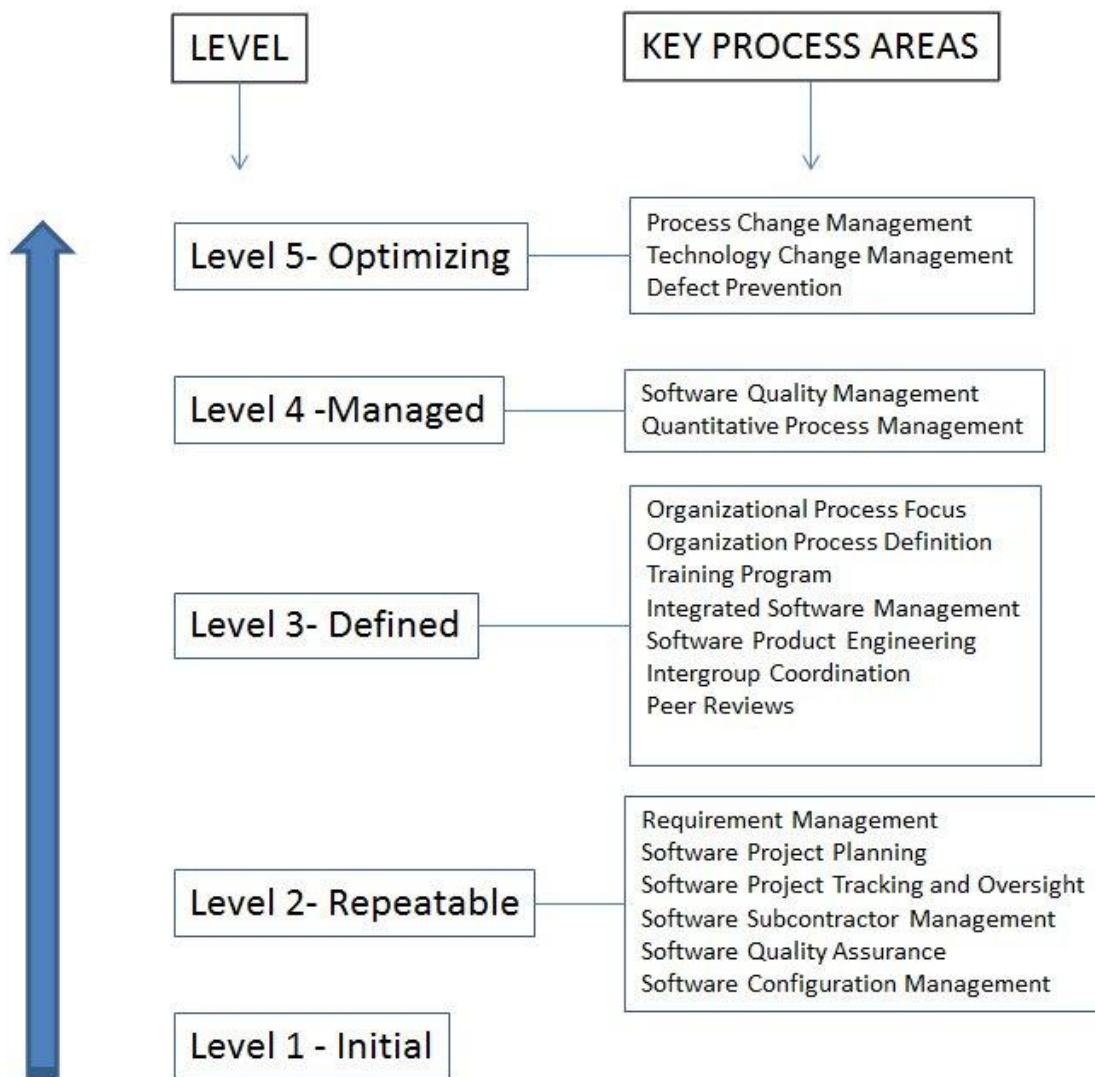 LEVEL
KEY PROCESS AREAS
Level 5- Optimizing
Process Change Management
Technology Change Management
Defect Prevention
Level 4 -Managed
Software Quality Management
Quantitative Process Management
Level 3- Defined
Organizational Process Focus
Organization Process Definition
Training Program
Integrated Software Management
Software Product Engineering
Intergroup Coordination
Peer Reviews
Level 2- Repeatable
Requirement Management
Software Project Planning
Software Project Tracking and Oversight
Software Subcontractor Management
Software Quality Assurance
Software Configuration Management
Level 1 - Initial